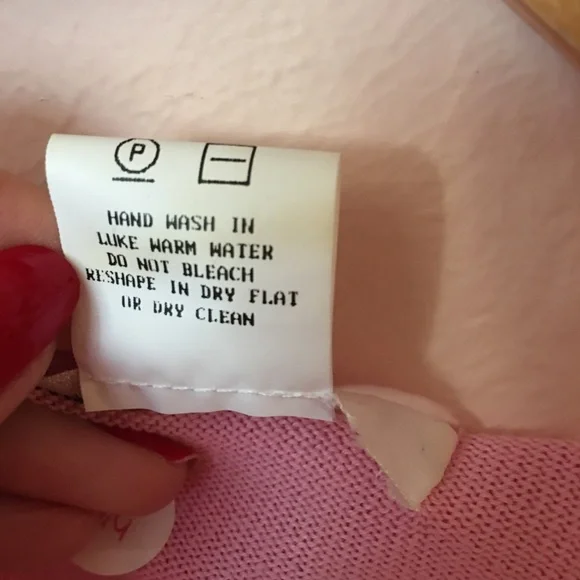 P
HAND WASH IN
LUKE WARM WATER
DO NOT BLEACH
RESHAPE IN DRY FLAT
OR DRY CLEAN